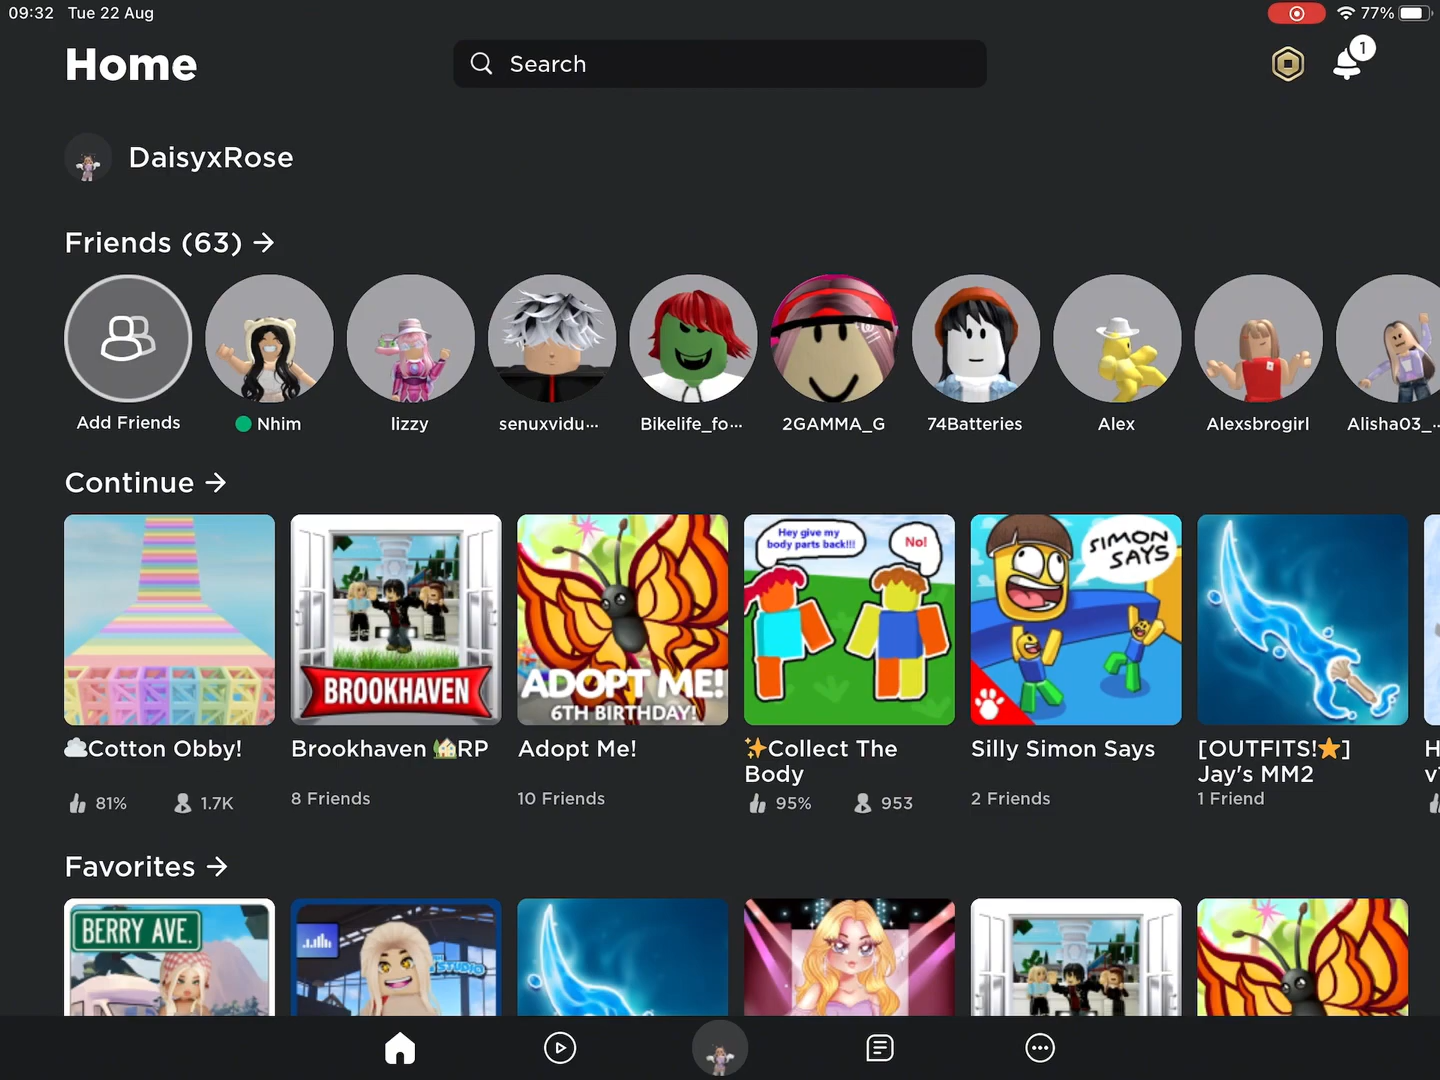 09:32 Tue 22 Aug
77%
Home
Search
1
DaisyxRose
Friends (63)
Add Friends
Nhim
lizzy
senuxvidu...
Bikelife_fo...
2GAMMA_G
74Batteries
Alex
Alexsbrogirl
Alisha03_...
Continue
BROOKHAVEN
ADOPT ME!
6TH BIRTHDAY!
Hey give my
body parts back!!!
No!
SIMON
SAYS
Cotton Obby!
81% 1.7K
Brookhaven RP
8 Friends
Adopt Me!
10 Friends
Collect The
Body
95% 953
Silly Simon Says
2 Friends
[OUTFITS!⭐]
Jay's MM2
1 Friend
Favorites
BERRY AVE.
STUDIO